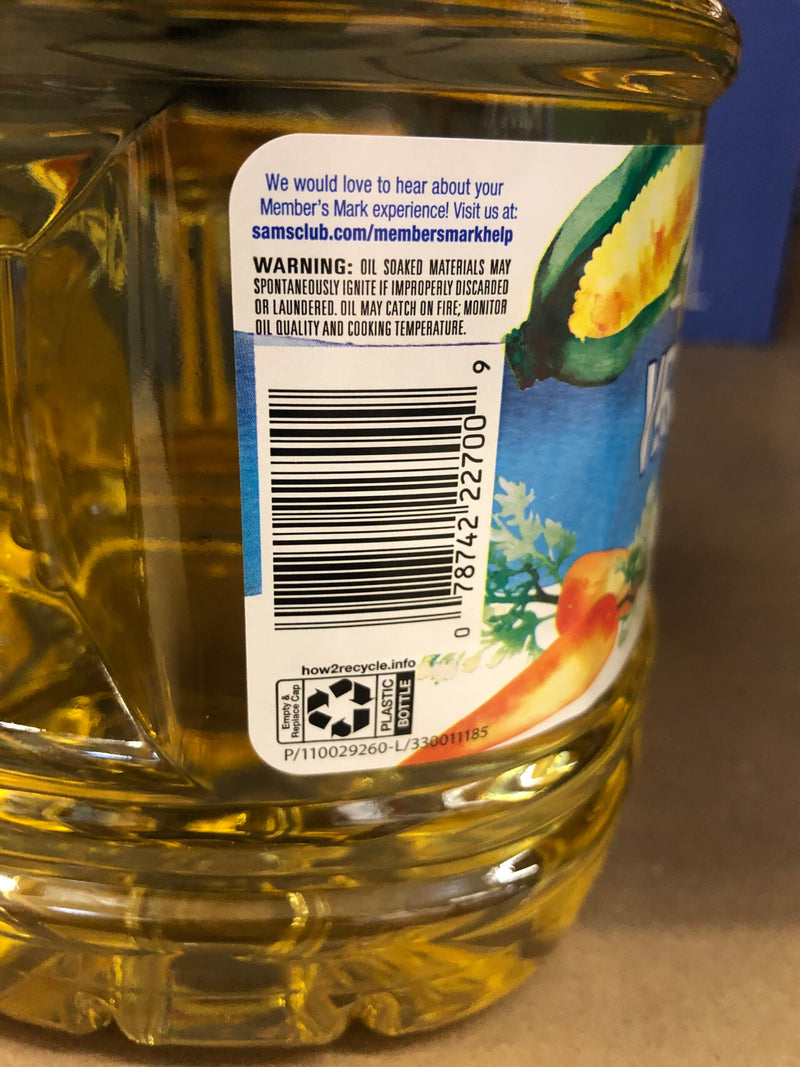 We would love to hear about your
Member's Mark experience! Visit us at:
samsclub.com/membersmarkhelp
WARNING: OIL SOAKED MATERIALS MAY
SPONTANEOUSLY IGNITE IF IMPROPERLY DISCARDED
OR LAUNDERED. OIL MAY CATCH ON FIRE; MONITOR
OIL QUALITY AND COOKING TEMPERATURE.
0 78742 22700 9
how2recycle.info
Empty &
Replace Cap
PLASTIC
BOTTLE
P/110029260-L/330011185